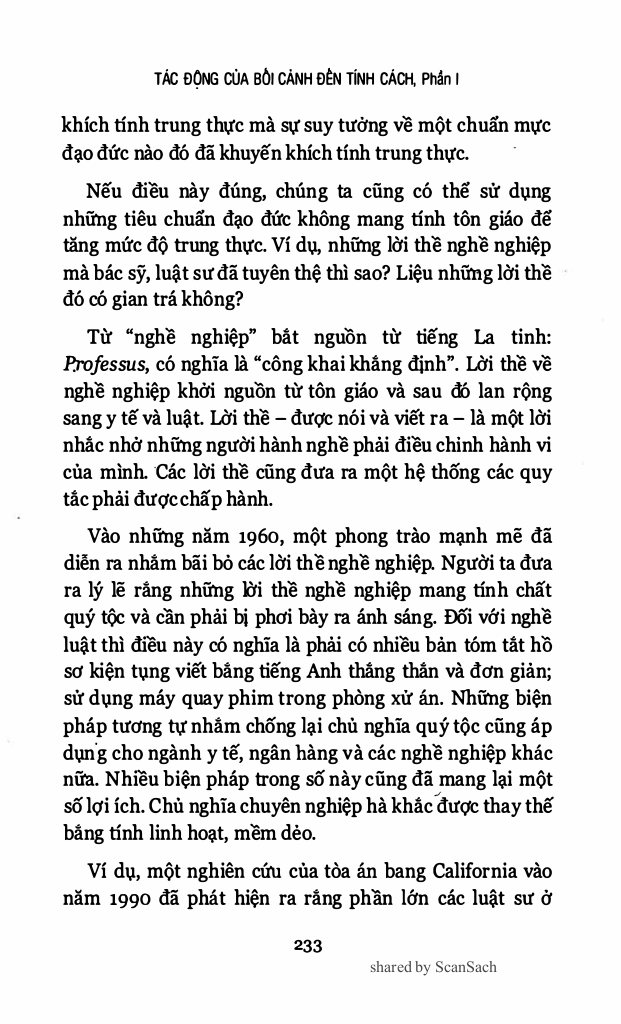 TÁC ĐỘNG CỦA BỐI CẢNH ĐẾN TÍNH CÁCH, Phần I
khích tính trung thực mà sự suy tưởng về một chuẩn mực
đạo đức nào đó đã khuyến khích tính trung thực.
Nếu điều này đúng, chúng ta cũng có thể sử dụng
những tiêu chuẩn đạo đức không mang tính tôn giáo để
tăng mức độ trung thực. Ví dụ, những lời thề nghề nghiệp
mà bác sỹ, luật sư đã tuyên thệ thì sao? Liệu những lời thề
đó có gian trá không?
Từ “nghề nghiệp” bắt nguồn từ tiếng La tinh:
Professus, có nghĩa là “công khai khẳng định”. Lời thề về
nghề nghiệp khởi nguồn từ tôn giáo và sau đó lan rộng
sang y tế và luật. Lời thề – được nói và viết ra – là một lời
nhắc nhở những người hành nghề phải điều chỉnh hành vi
của mình. Các lời thề cũng đưa ra một hệ thống các quy
tắc phải được chấp hành.
Vào những năm 1960, một phong trào mạnh mẽ đã
diễn ra nhằm bãi bỏ các lời thề nghề nghiệp. Người ta đưa
ra lý lẽ rằng những lời thề nghề nghiệp mang tính chất
quý tộc và cần phải bị phơi bày ra ánh sáng. Đối với nghề
luật thì điều này có nghĩa là phải có nhiều bản tóm tắt hồ
sơ kiện tụng viết bằng tiếng Anh thẳng thắn và đơn giản;
sử dụng máy quay phim trong phòng xử án. Những biện
pháp tương tự nhằm chống lại chủ nghĩa quý tộc cũng áp
dụng cho ngành y tế, ngân hàng và các nghề nghiệp khác
nữa. Nhiều biện pháp trong số này cũng đã mang lại một
số lợi ích. Chủ nghĩa chuyên nghiệp hà khắc được thay thế
bằng tính linh hoạt, mềm dẻo.
Ví dụ, một nghiên cứu của tòa án bang California vào
năm 1990 đã phát hiện ra rằng phần lớn các luật sư ở
233
shared by ScanSach